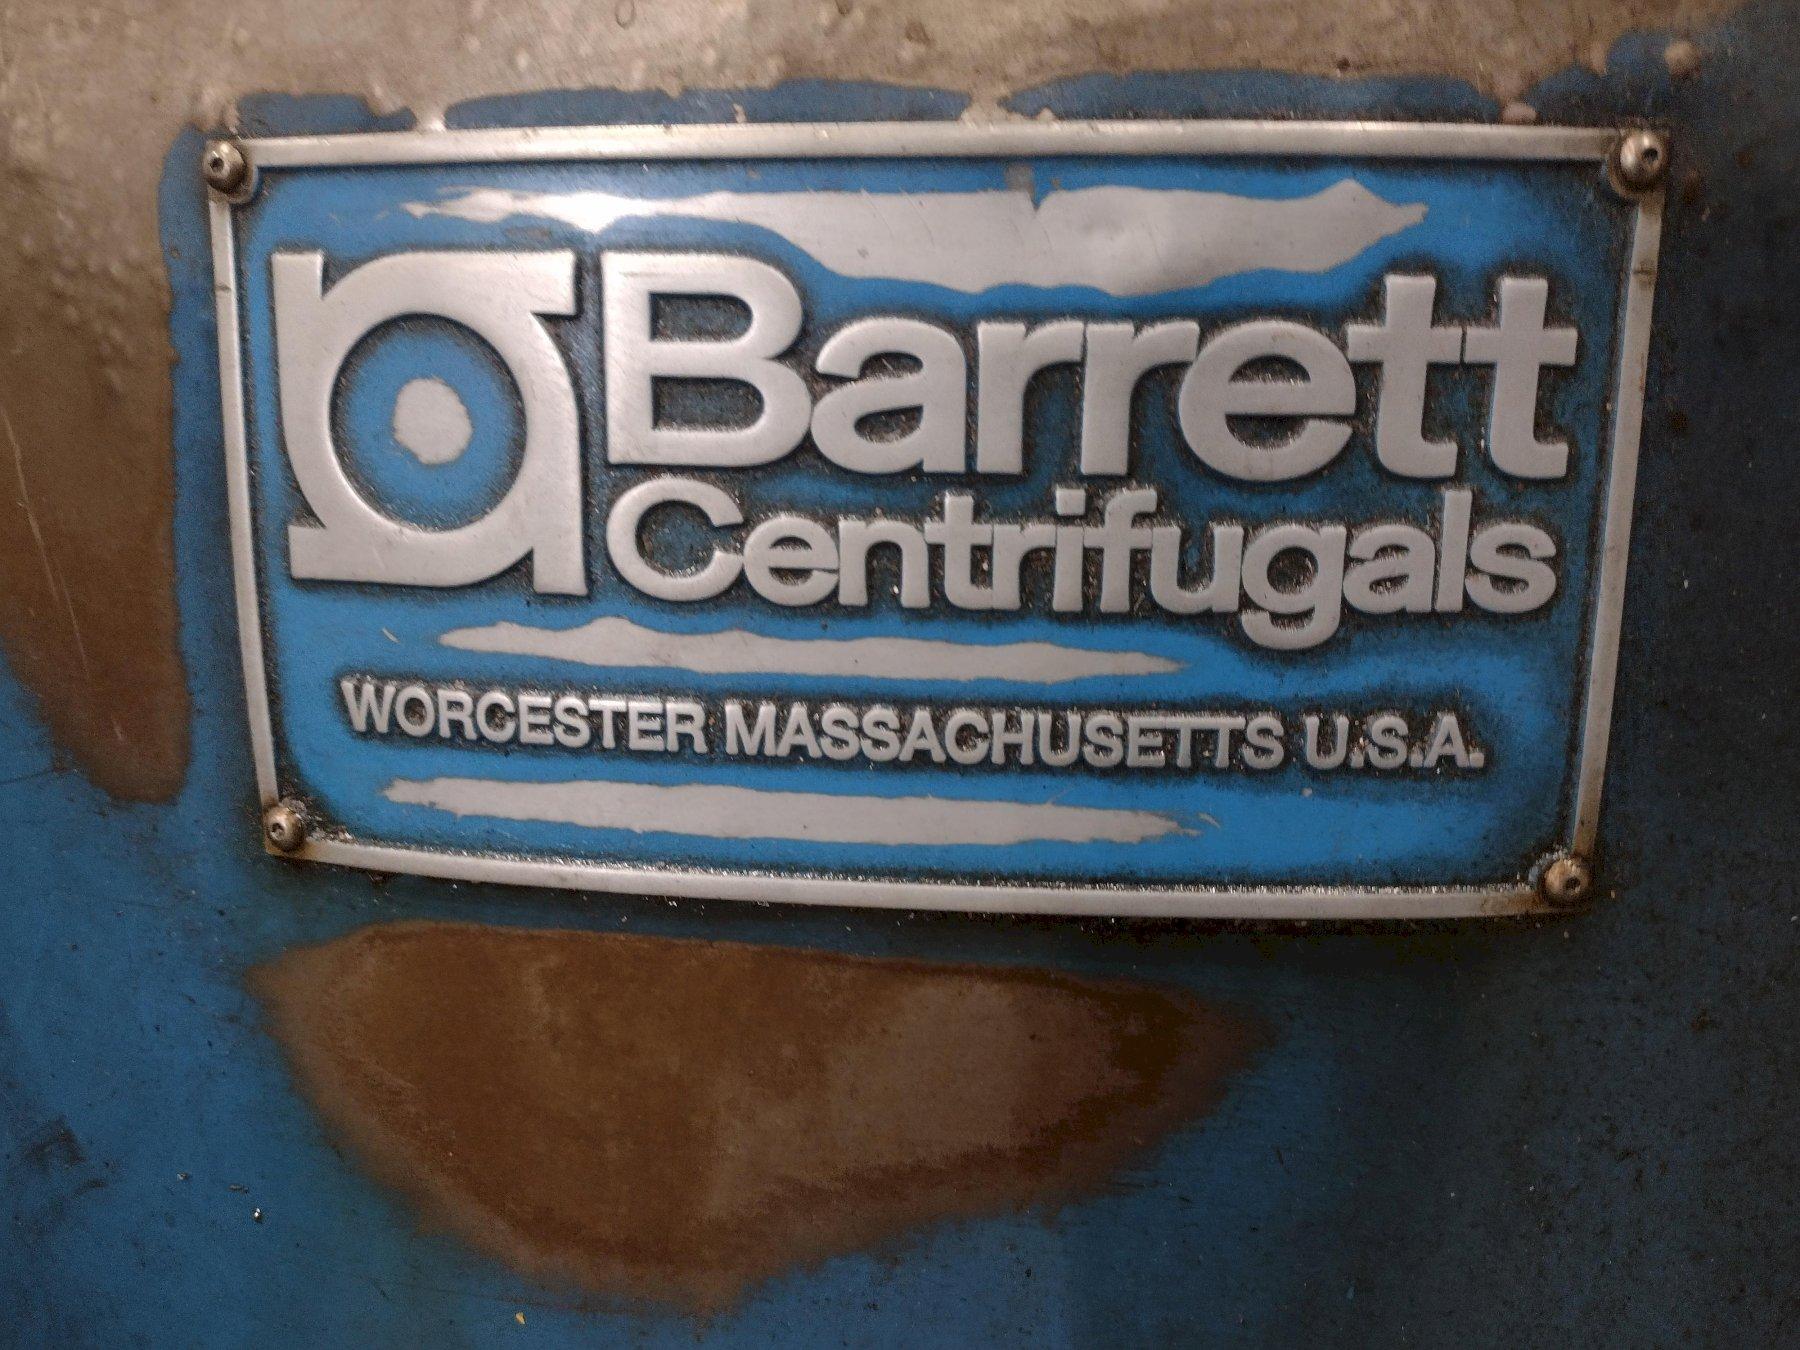 Barrett
Centrifugals
WORCESTER MASSACHUSETTS U.S.A.